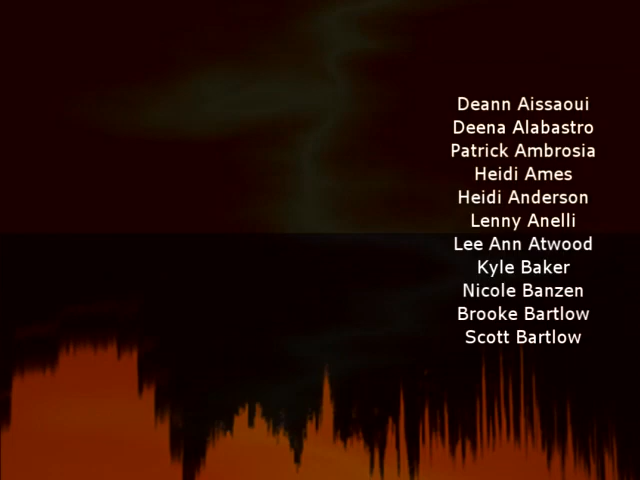 Deann Aissaoui
Deena Alabastro
Patrick Ambrosia
Heidi Ames
Heidi Anderson
Lenny Anelli
Lee Ann Atwood
Kyle Baker
Nicole Banzen
Brooke Bartlow
Scott Bartlow